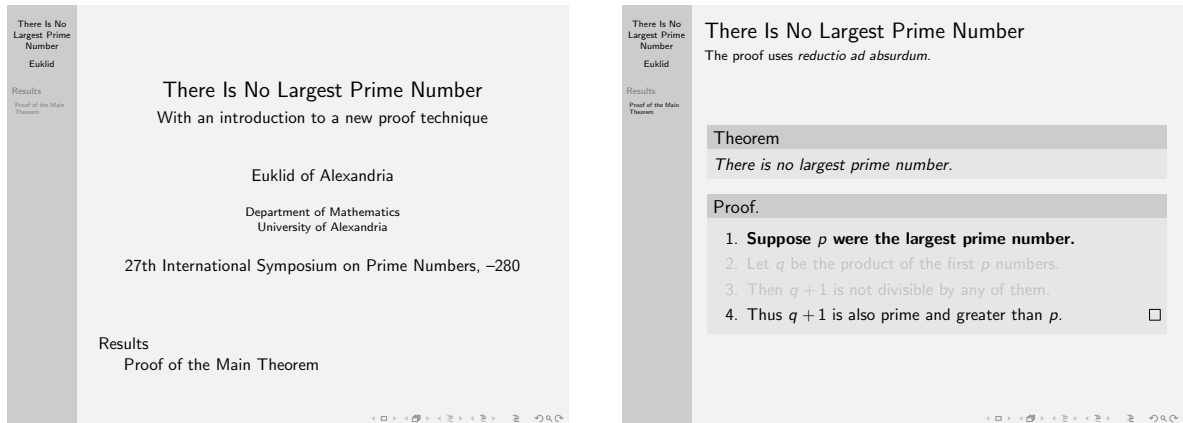 There Is No
Largest Prime
Number
Euklid
Results
Proof of the Main
Theorem
There Is No Largest Prime Number
With an introduction to a new proof technique
Euklid of Alexandria
Department of Mathematics
University of Alexandria
27th International Symposium on Prime Numbers, –280
Results
Proof of the Main Theorem
There Is No
Largest Prime
Number
Euklid
Results
Proof of the Main
Theorem
There Is No Largest Prime Number
The proof uses reductio ad absurdum.
Theorem
There is no largest prime number.
Proof.
1. Suppose p were the largest prime number.
2. Let q be the product of the first p numbers.
3. Then q + 1 is not divisible by any of them.
4. Thus q + 1 is also prime and greater than p. □